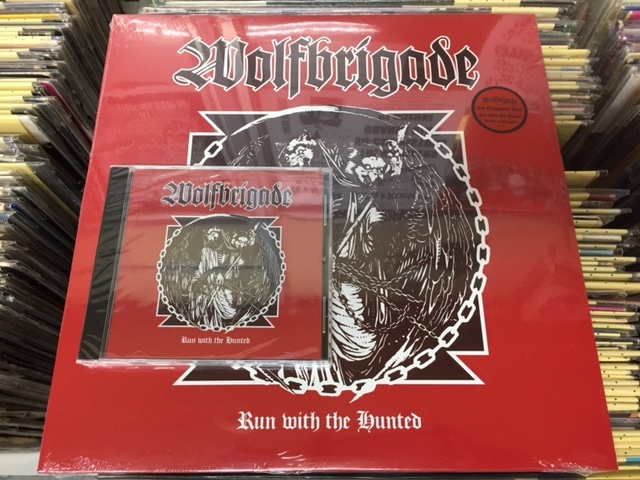 Wolfbrigade
Wolfbrigade
Run with the Hunted
Run with the Hunted